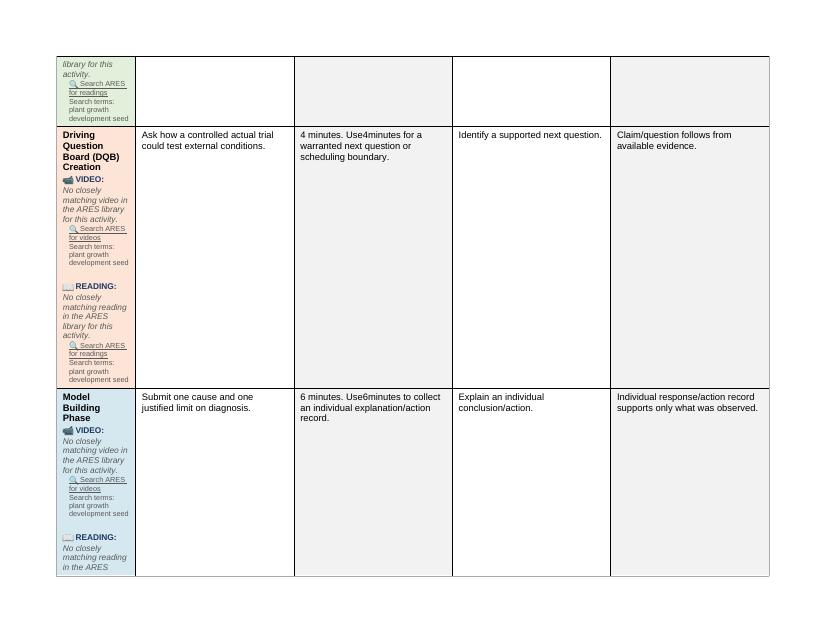 library for this
activity.
🔍 Search ARES
for readings
Search terms:
plant growth
development seed
Driving
Question
Board (DQB)
Creation
📹 VIDEO:
No closely
matching video in
the ARES library
for this activity.
🔍 Search ARES
for videos
Search terms:
plant growth
development seed
📖 READING:
No closely
matching reading
in the ARES
library for this
activity.
🔍 Search ARES
for readings
Search terms:
plant growth
development seed
Ask how a controlled actual trial
could test external conditions.
4 minutes. Use4minutes for a
warranted next question or
scheduling boundary.
Identify a supported next question.
Claim/question follows from
available evidence.
Model
Building
Phase
📹 VIDEO:
No closely
matching video in
the ARES library
for this activity.
🔍 Search ARES
for videos
Search terms:
plant growth
development seed
📖 READING:
No closely
matching reading
in the ARES
Submit one cause and one
justified limit on diagnosis.
6 minutes. Use6minutes to collect
an individual explanation/action
record.
Explain an individual
conclusion/action.
Individual response/action record
supports only what was observed.